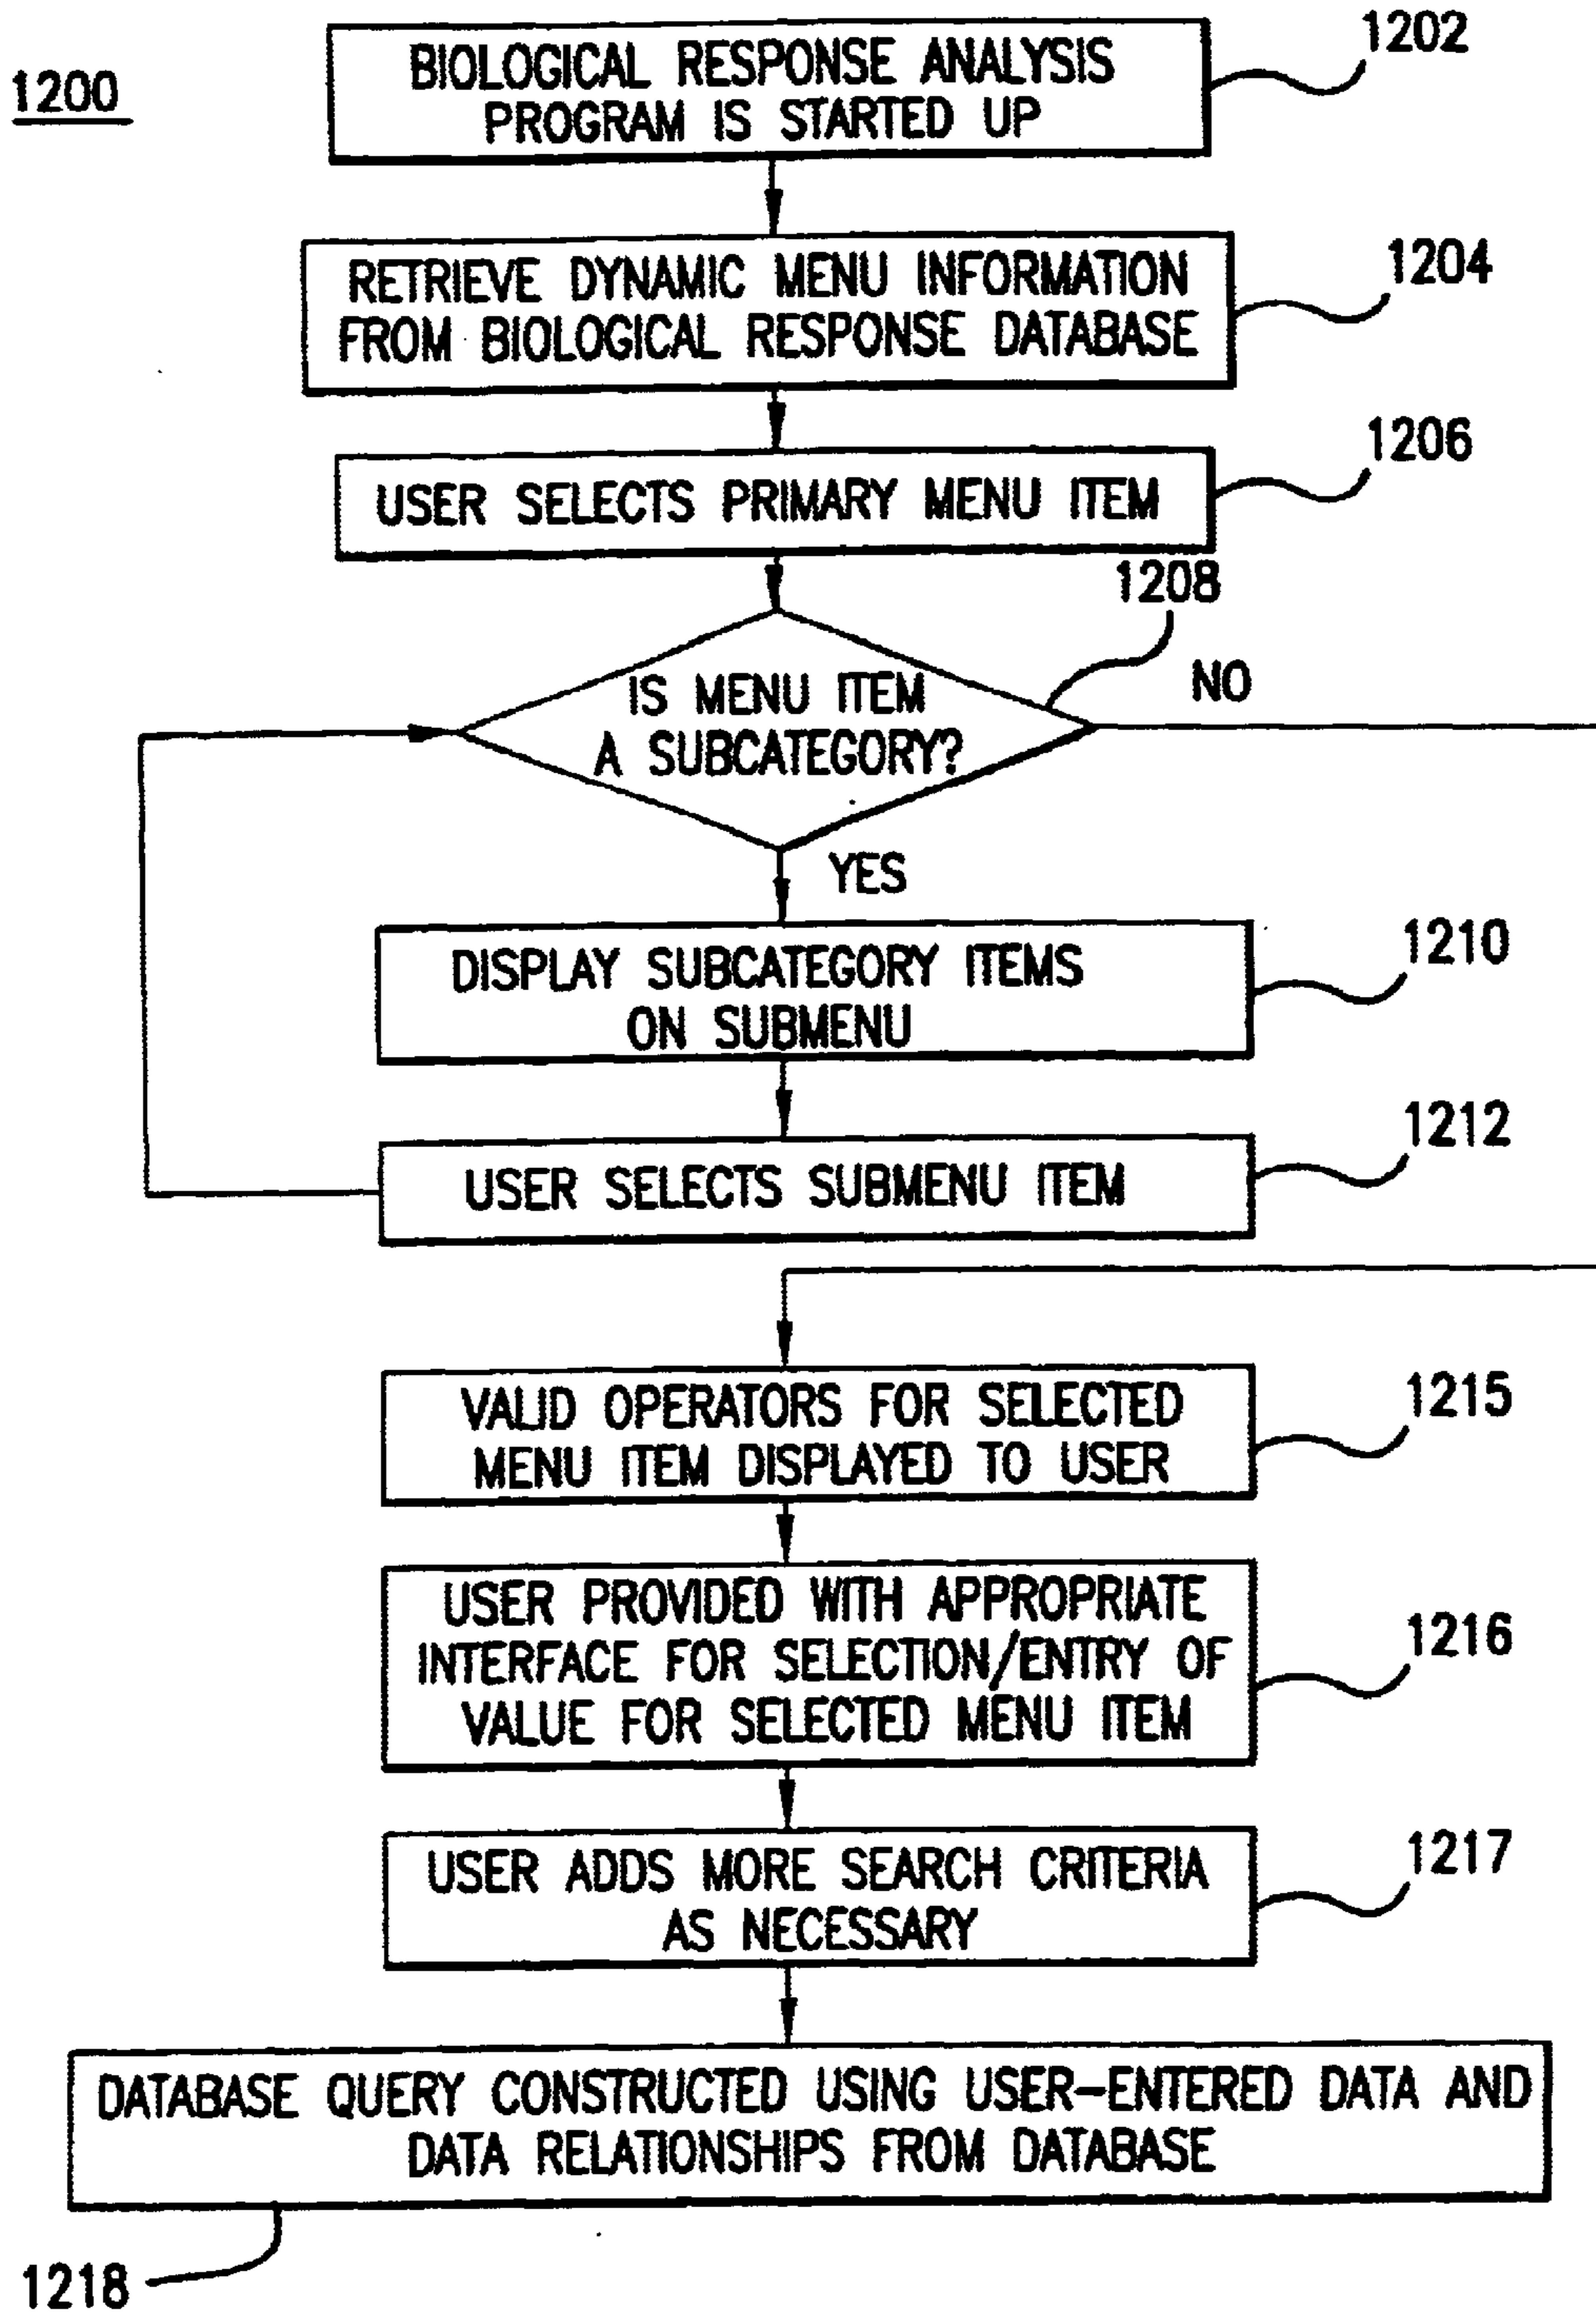 1200
BIOLOGICAL RESPONSE ANALYSIS
PROGRAM IS STARTED UP
1202
RETRIEVE DYNAMIC MENU INFORMATION
FROM BIOLOGICAL RESPONSE DATABASE
1204
USER SELECTS PRIMARY MENU ITEM
1206
1208
IS MENU ITEM
A SUBCATEGORY?
NO
YES
DISPLAY SUBCATEGORY ITEMS
ON SUBMENU
1210
USER SELECTS SUBMENU ITEM
1212
VALID OPERATORS FOR SELECTED
MENU ITEM DISPLAYED TO USER
1215
USER PROVIDED WITH APPROPRIATE
INTERFACE FOR SELECTION/ENTRY OF
VALUE FOR SELECTED MENU ITEM
1216
USER ADDS MORE SEARCH CRITERIA
AS NECESSARY
1217
DATABASE QUERY CONSTRUCTED USING USER-ENTERED DATA AND
DATA RELATIONSHIPS FROM DATABASE
1218